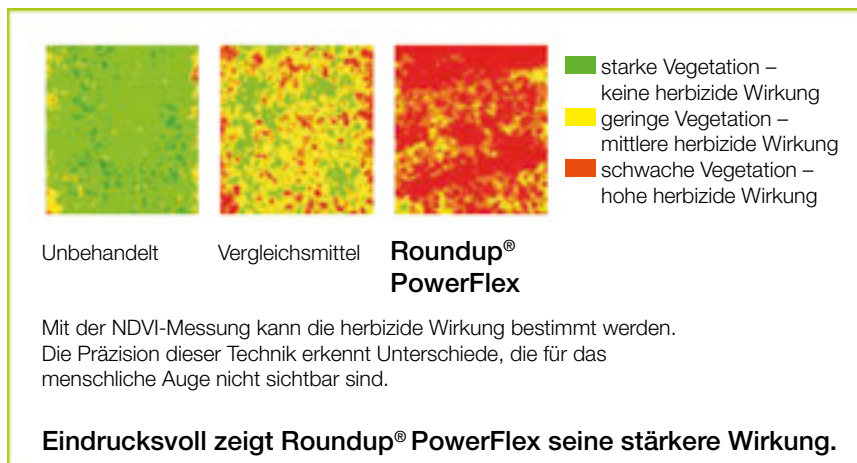 starke Vegetation –
keine herbizide Wirkung
geringe Vegetation –
mittlere herbizide Wirkung
schwache Vegetation –
hohe herbizide Wirkung
Unbehandelt
Vergleichsmittel
Roundup®
PowerFlex
Mit der NDVI-Messung kann die herbizide Wirkung bestimmt werden.
Die Präzision dieser Technik erkennt Unterschiede, die für das
menschliche Auge nicht sichtbar sind.
Eindrucksvoll zeigt Roundup® PowerFlex seine stärkere Wirkung.